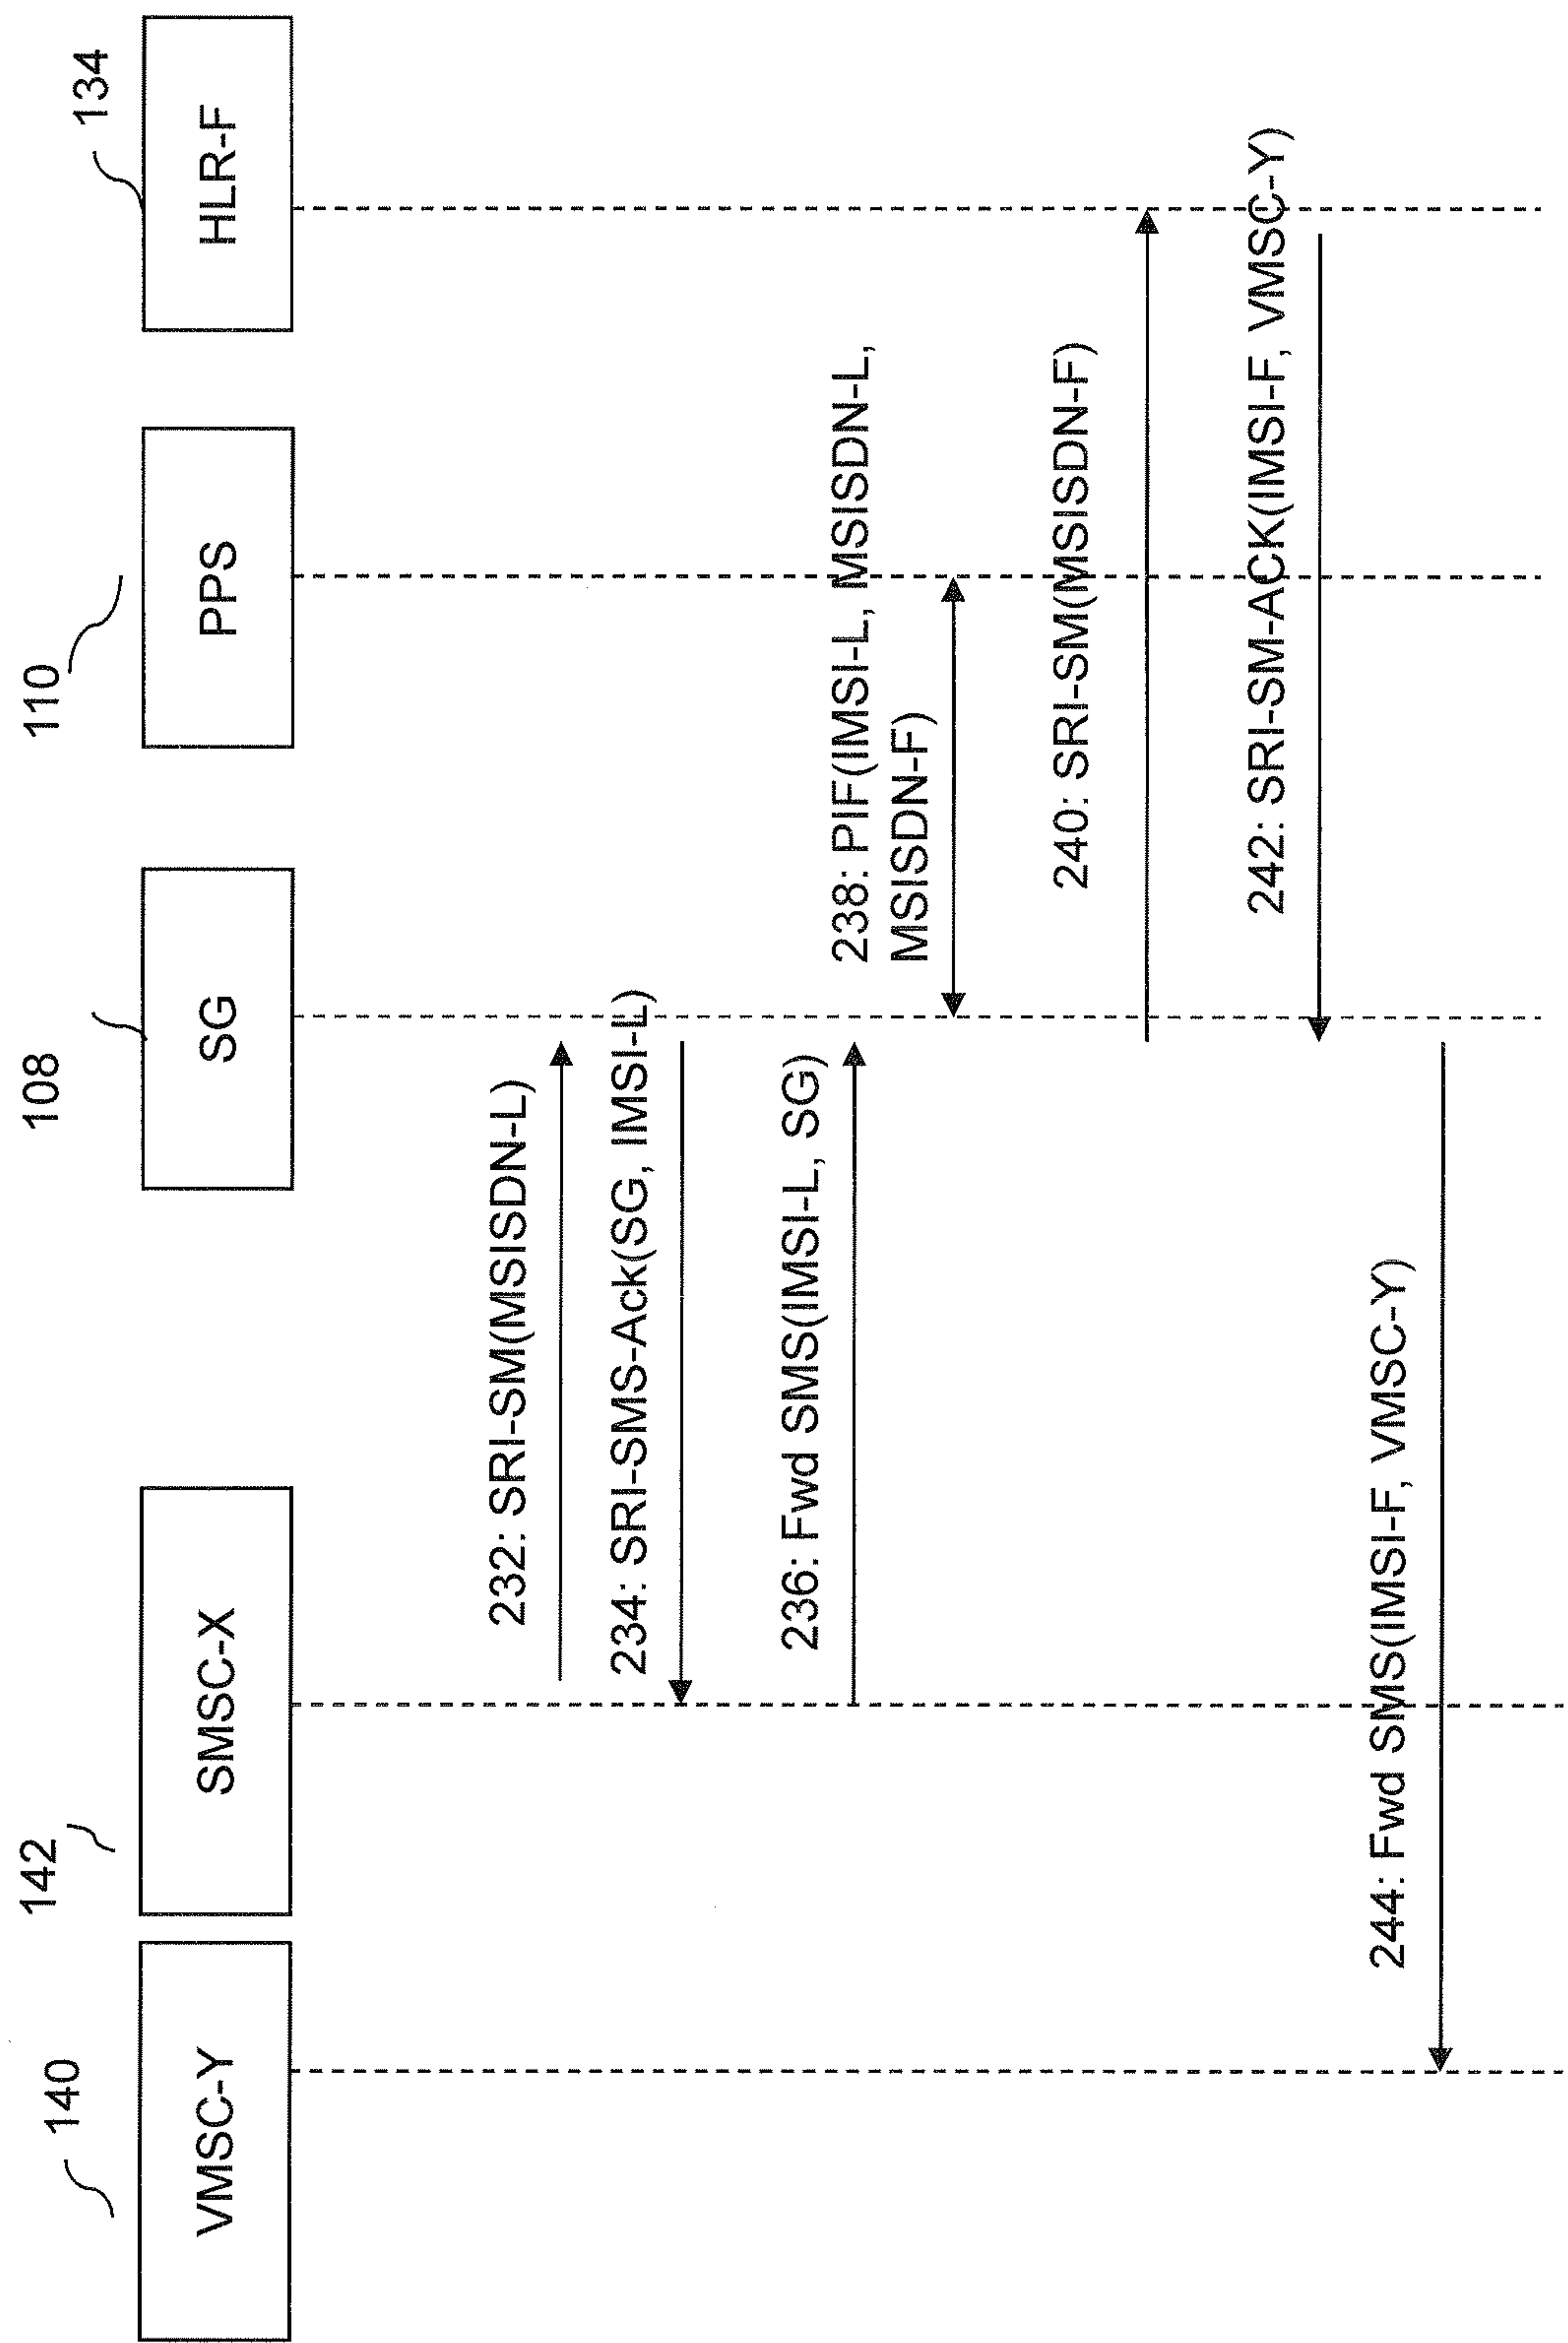 140
142
108
110
134
VMSC-Y
SMSC-X
SG
PPS
HLR-F
232: SRI-SM(MSISDN-L)
234: SRI-SMS-Ack(SG, IMSI-L)
236: Fwd SMS(IMSI-L, SG)
238: PIF(IMSI-L, MSISDN-L,
MSISDN-F)
240: SRI-SM(MSISDN-F)
242: SRI-SM-ACK(IMSI-F, VMSC-Y)
244: Fwd SMS(IMSI-F, VMSC-Y)